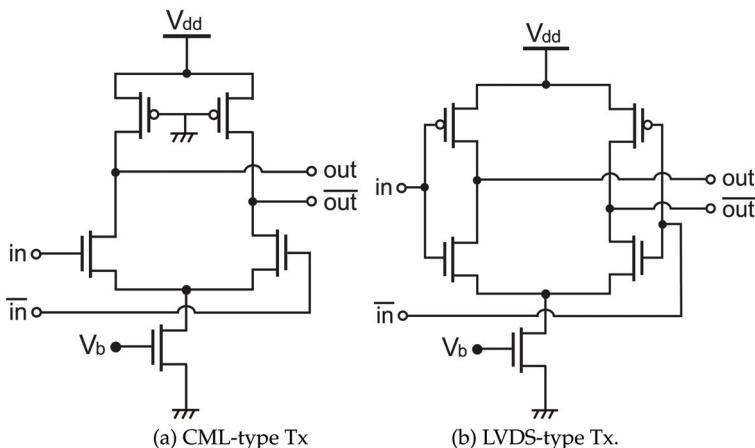 Vdd
out
out
in
in
Vb
(a) CML-type Tx
Vdd
in
out
out
in
Vb
(b) LVDS-type Tx.